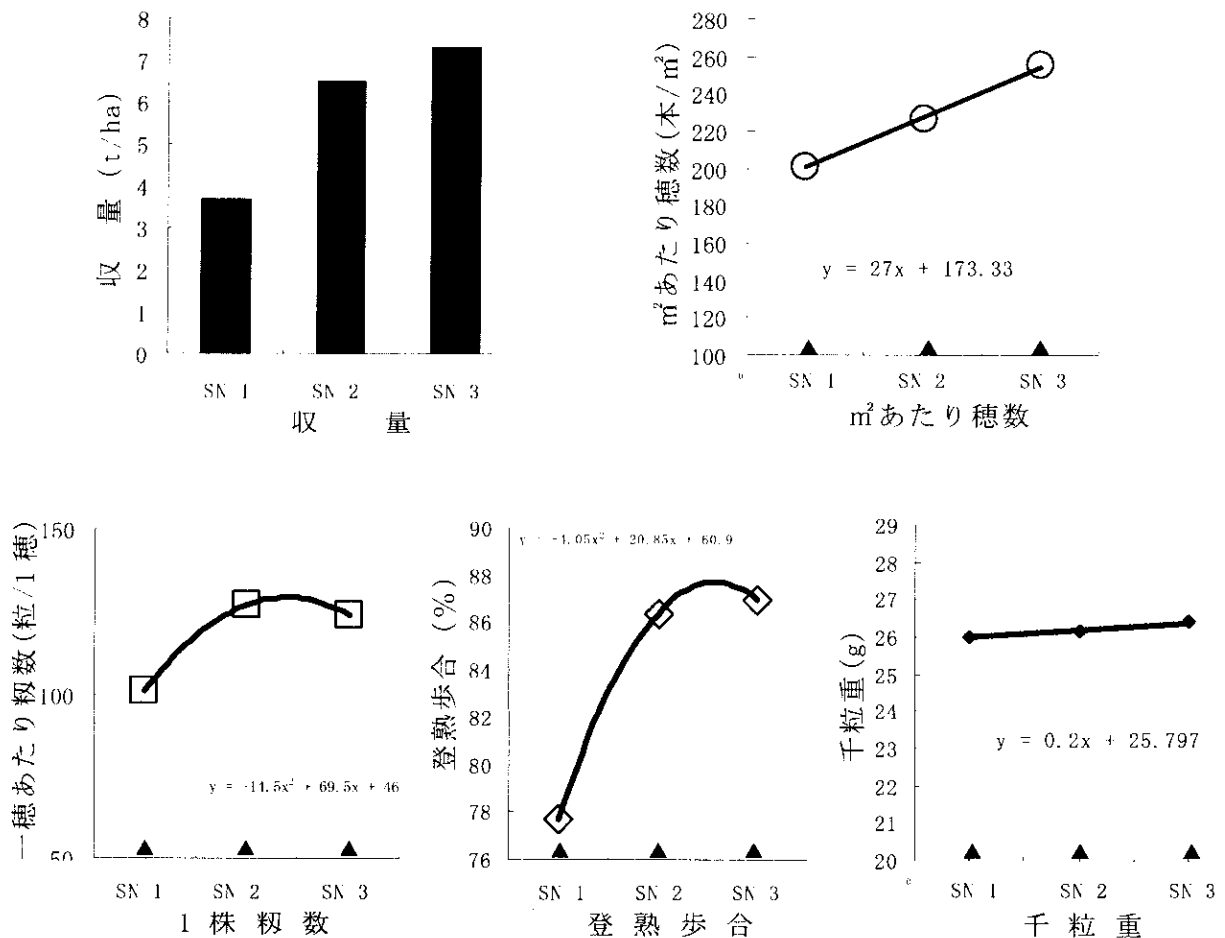 収 量 (t/ha)
8
7
6
5
4
3
2
1
0
SN 1 SN 2 SN 3
収 量
㎡あたり穂数(本/㎡)
280
260
240
220
200
180
160
140
120
100
y = 27x + 173.33
SN 1 SN 2 SN 3
㎡あたり穂数
一穂あたり籾数(粒/1穂)
150
100
50
y = -11.5x² + 69.5x + 46
SN 1 SN 2 SN 3
1 株 籾 数
登熟歩合 (%)
90
88
86
84
82
80
78
76
y = -4.05x² + 20.85x + 60.9
SN 1 SN 2 SN 3
登 熟 歩 合
千粒重(g)
29
28
27
26
25
24
23
22
21
20
y = 0.2x + 25.797
SN 1 SN 2 SN 3
千 粒 重